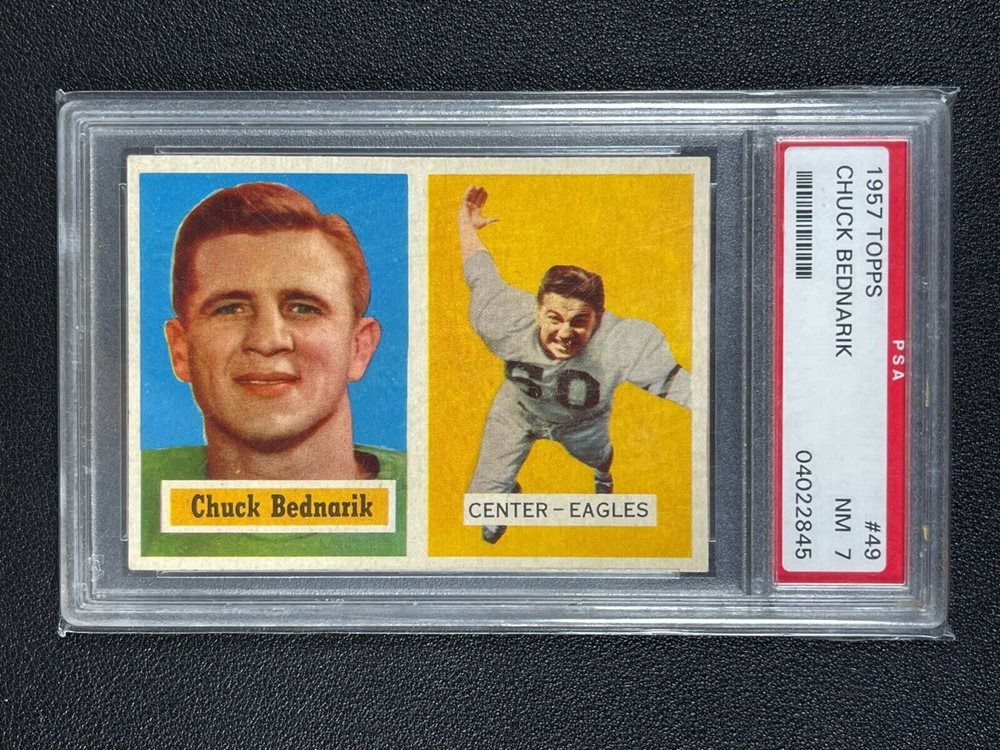 Chuck Bednarik
60
CENTER - EAGLES
1957 TOPPS
CHUCK BEDNARIK
#49
NM 7
04022845
PSA